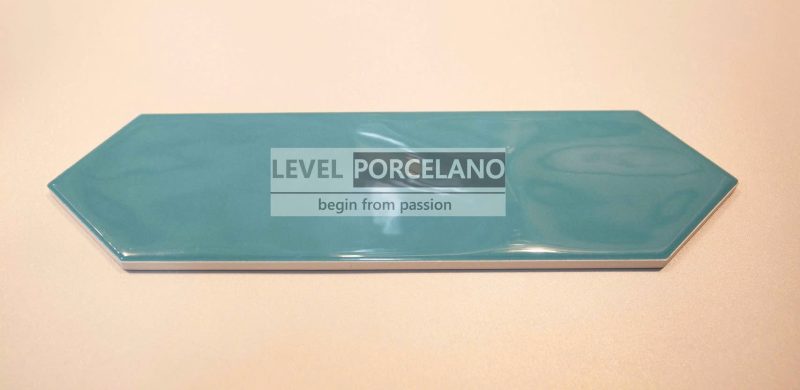 LEVEL PORCELANO
begin from passion